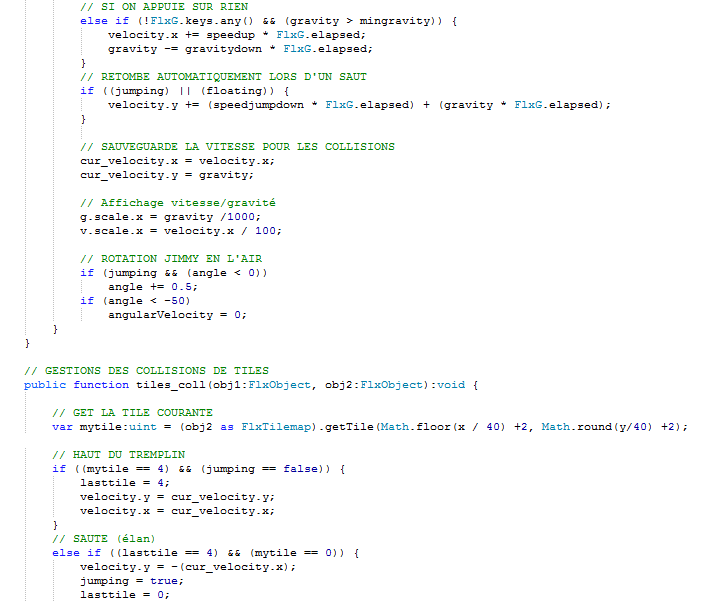 // SI ON APPUIE SUR RIEN
else if (!FlxG.keys.any() && (gravity > mingravity)) {
velocity.x += speedup * FlxG.elapsed;
gravity -= gravitydown * FlxG.elapsed;
}
// RETOMBE AUTOMATIQUEMENT LORS D'UN SAUT
if ((jumping) || (floating)) {
velocity.y += (speedjumpdown * FlxG.elapsed) + (gravity * FlxG.elapsed);
}
// SAUVEGUARDE LA VITESSE POUR LES COLLISIONS
cur_velocity.x = velocity.x;
cur_velocity.y = gravity;
// Affichage vitesse/gravité
g.scale.x = gravity /1000;
v.scale.x = velocity.x / 100;
// ROTATION JIMMY EN L'AIR
if (jumping && (angle < 0))
angle += 0.5;
if (angle < -50)
angularVelocity = 0;
}
}
// GESTIONS DES COLLISIONS DE TILES
public function tiles_coll(obj1:FlxObject, obj2:FlxObject):void {
// GET LA TILE COURANTE
var mytile:uint = (obj2 as FlxTilemap).getTile(Math.floor(x / 40) +2, Math.round(y/40) +2);
// HAUT DU TREMPLIN
if ((mytile == 4) && (jumping == false)) {
lasttile = 4;
velocity.y = cur_velocity.y;
velocity.x = cur_velocity.x;
}
// SAUTE (élan)
else if ((lasttile == 4) && (mytile == 0)) {
velocity.y = -(cur_velocity.x);
jumping = true;
lasttile = 0;